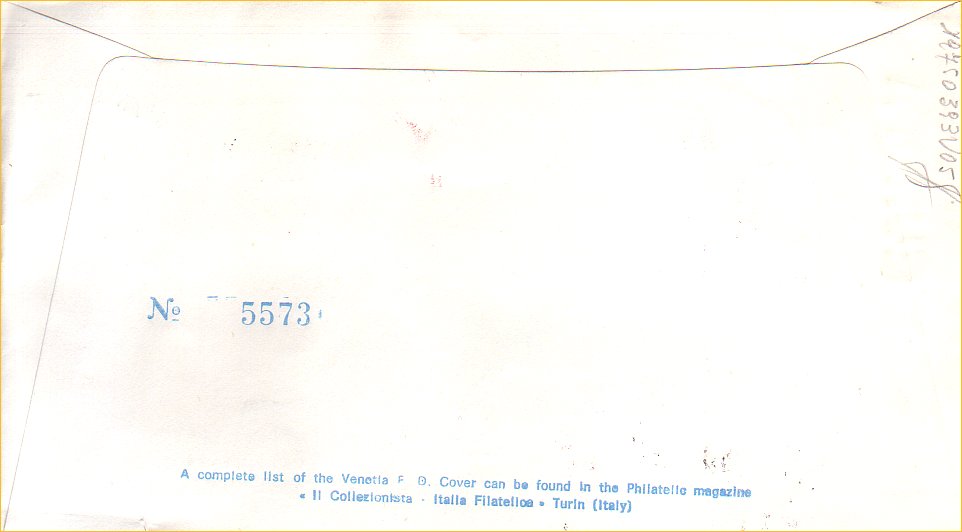 Nº 5573
A complete list of the Venetia F. D. Cover can be found in the Philatelic magazine
« Il Collezionista - Italia Filatelica » Turin (Italy)